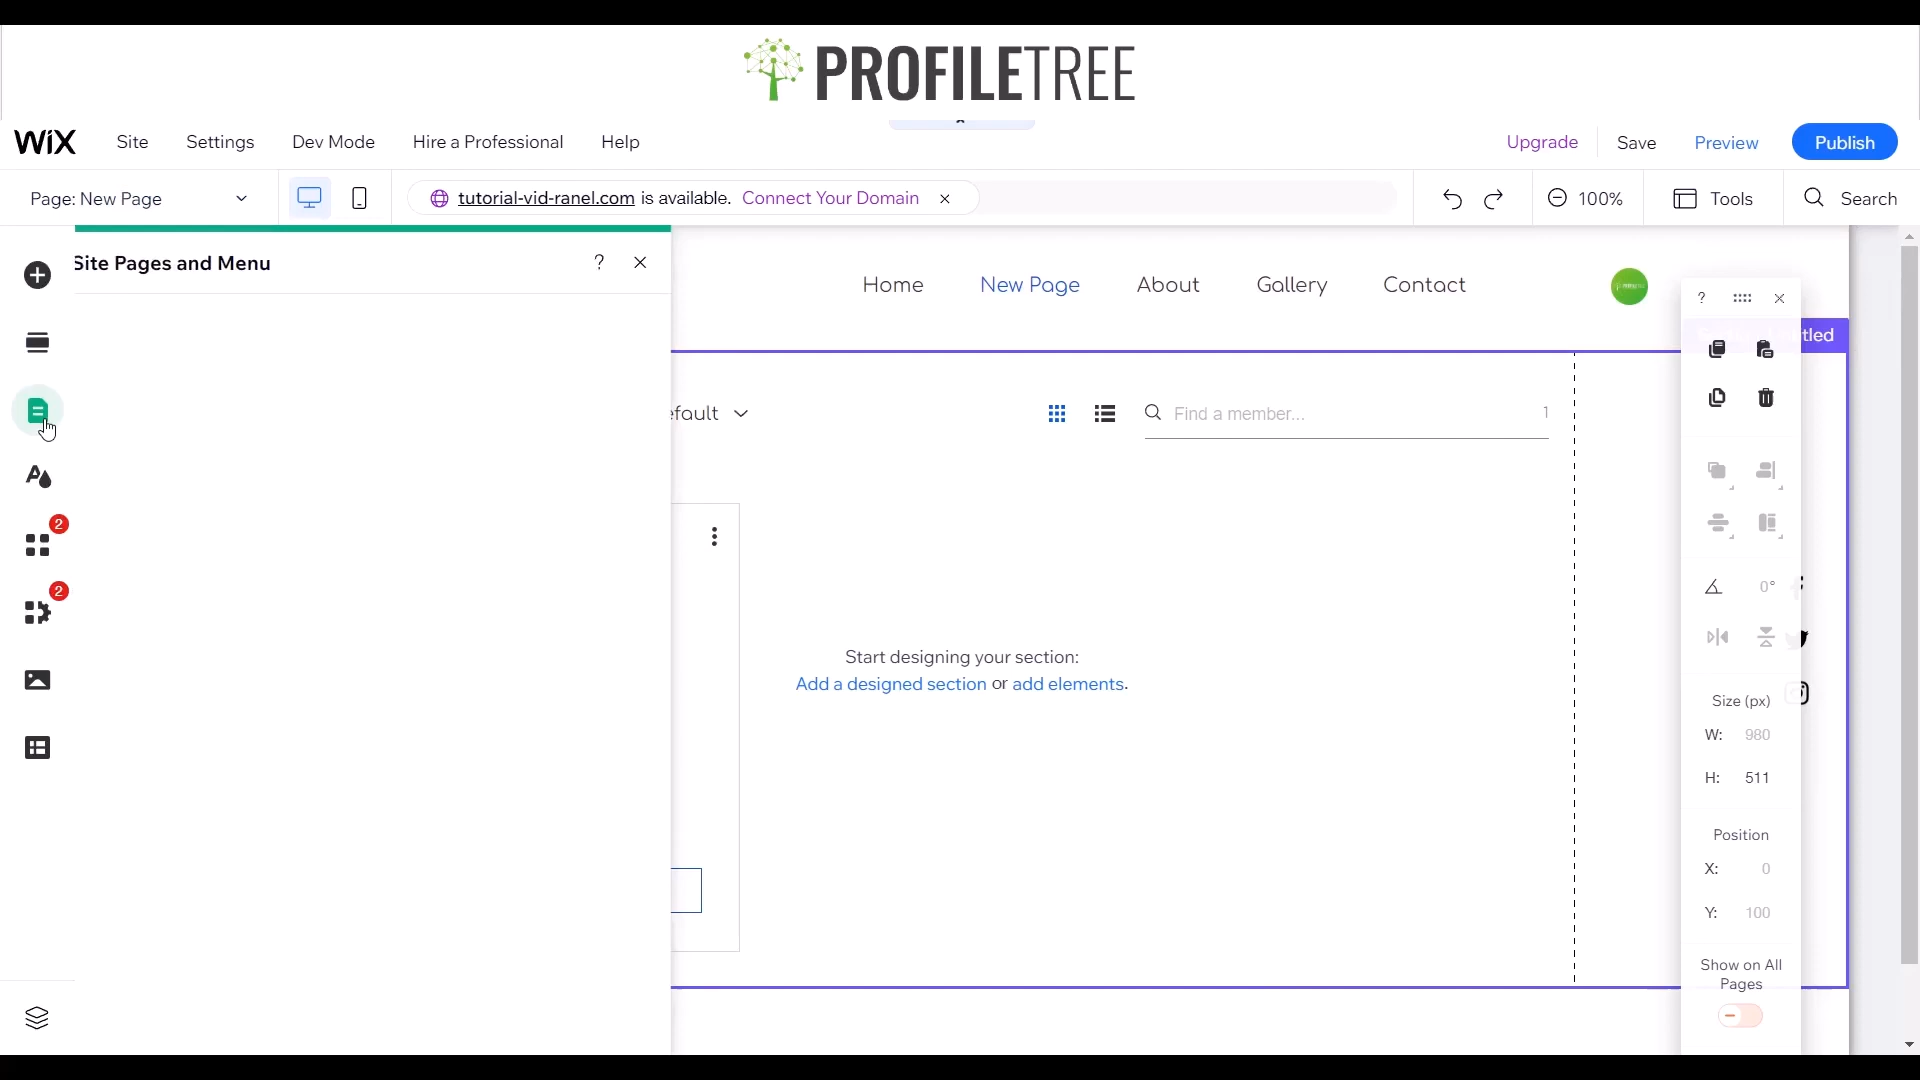 PROFILETREE
WIX Site Settings Dev Mode Hire a Professional Help Upgrade Save Preview Publish
Page: New Page tutorial-vid-ranel.com is available. Connect Your Domain 100% Tools Search
Site Pages and Menu ?
Home New Page About Gallery Contact
?
tled
efault Find a member... 1
2
2
0°
Start designing your section:
Add a designed section or add elements.
Size (px)
W: 980
H: 511
Position
X: 0
Y: 100
Show on All
Pages